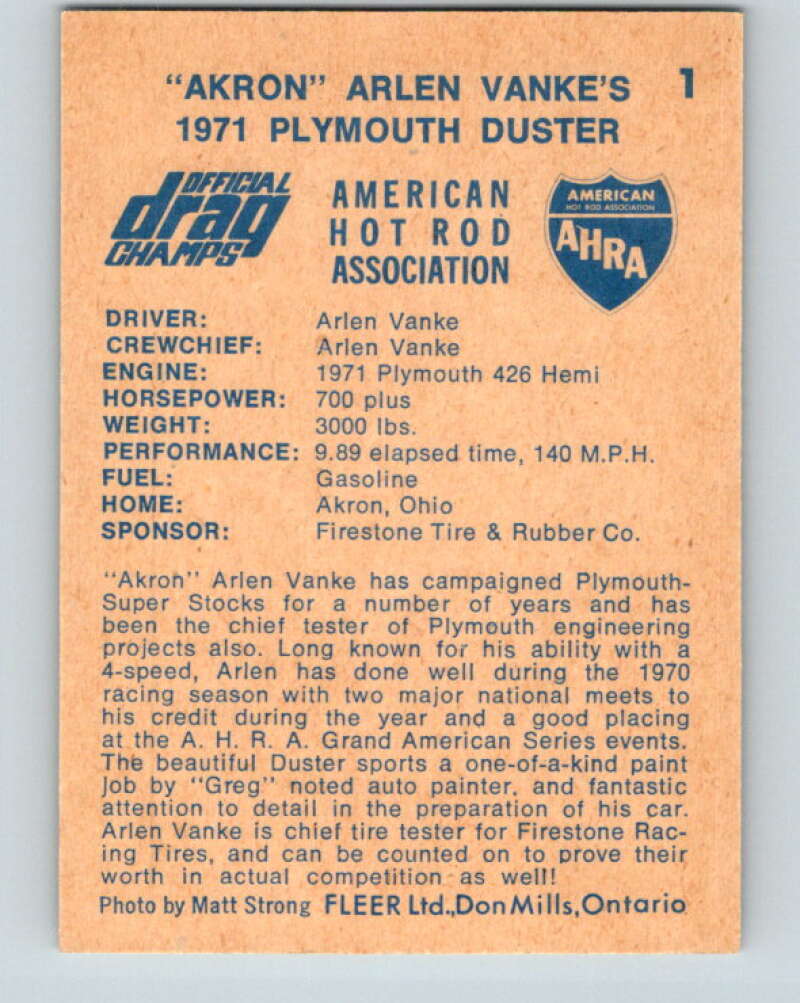 "AKRON" ARLEN VANKE'S 1
1971 PLYMOUTH DUSTER
OFFICIAL
drag
CHAMPS
AMERICAN
HOT ROD
ASSOCIATION
AMERICAN
HOT ROD ASSOCIATION
AHRA
DRIVER: Arlen Vanke
CREWCHIEF: Arlen Vanke
ENGINE: 1971 Plymouth 426 Hemi
HORSEPOWER: 700 plus
WEIGHT: 3000 lbs.
PERFORMANCE: 9.89 elapsed time, 140 M.P.H.
FUEL: Gasoline
HOME: Akron, Ohio
SPONSOR: Firestone Tire & Rubber Co.
"Akron" Arlen Vanke has campaigned Plymouth-
Super Stocks for a number of years and has
been the chief tester of Plymouth engineering
projects also. Long known for his ability with a
4-speed, Arlen has done well during the 1970
racing season with two major national meets to
his credit during the year and a good placing
at the A. H. R. A. Grand American Series events.
The beautiful Duster sports a one-of-a-kind paint
job by "Greg" noted auto painter, and fantastic
attention to detail in the preparation of his car.
Arlen Vanke is chief tire tester for Firestone Rac-
ing Tires, and can be counted on to prove their
worth in actual competition as well!
Photo by Matt Strong FLEER Ltd., Don Mills, Ontario